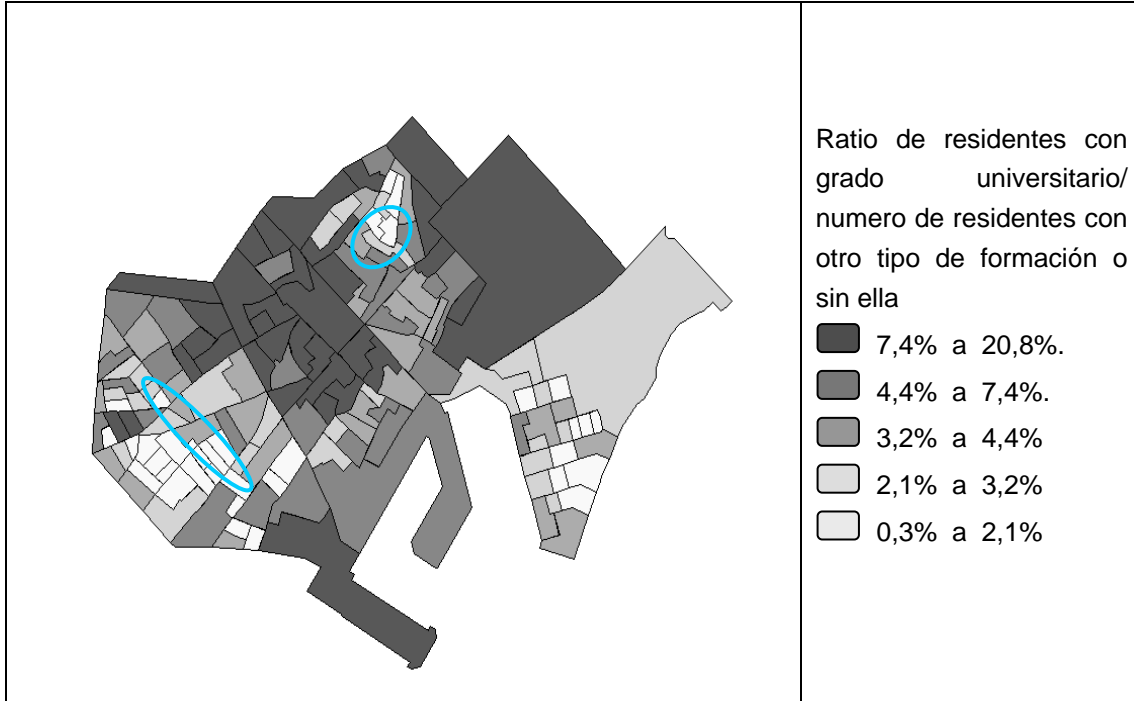 Ratio de residentes con
grado universitario/
numero de residentes con
otro tipo de formación o
sin ella
7,4% a 20,8%.
4,4% a 7,4%.
3,2% a 4,4%
2,1% a 3,2%
0,3% a 2,1%